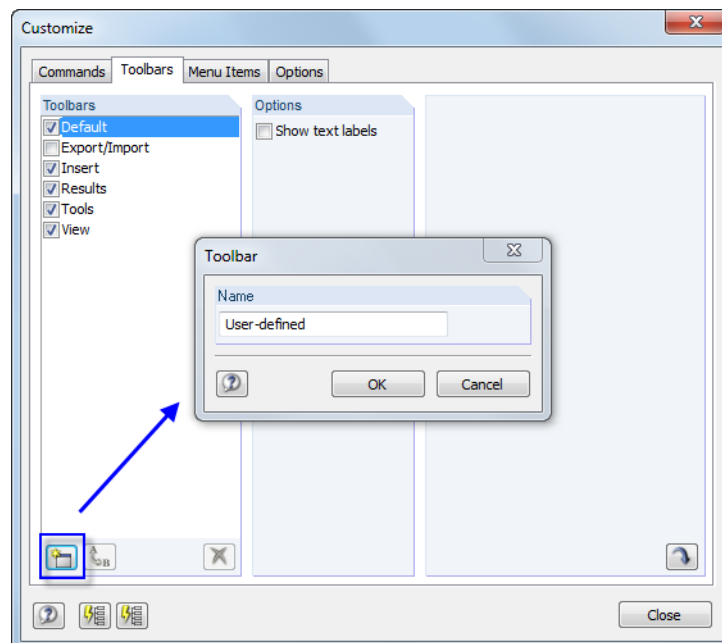 Customize
Commands Toolbars Menu Items Options
Toolbars
Default
Export/Import
Insert
Results
Tools
View
Options
Show text labels
Toolbar
Name
User-defined
OK Cancel
A
B
Close